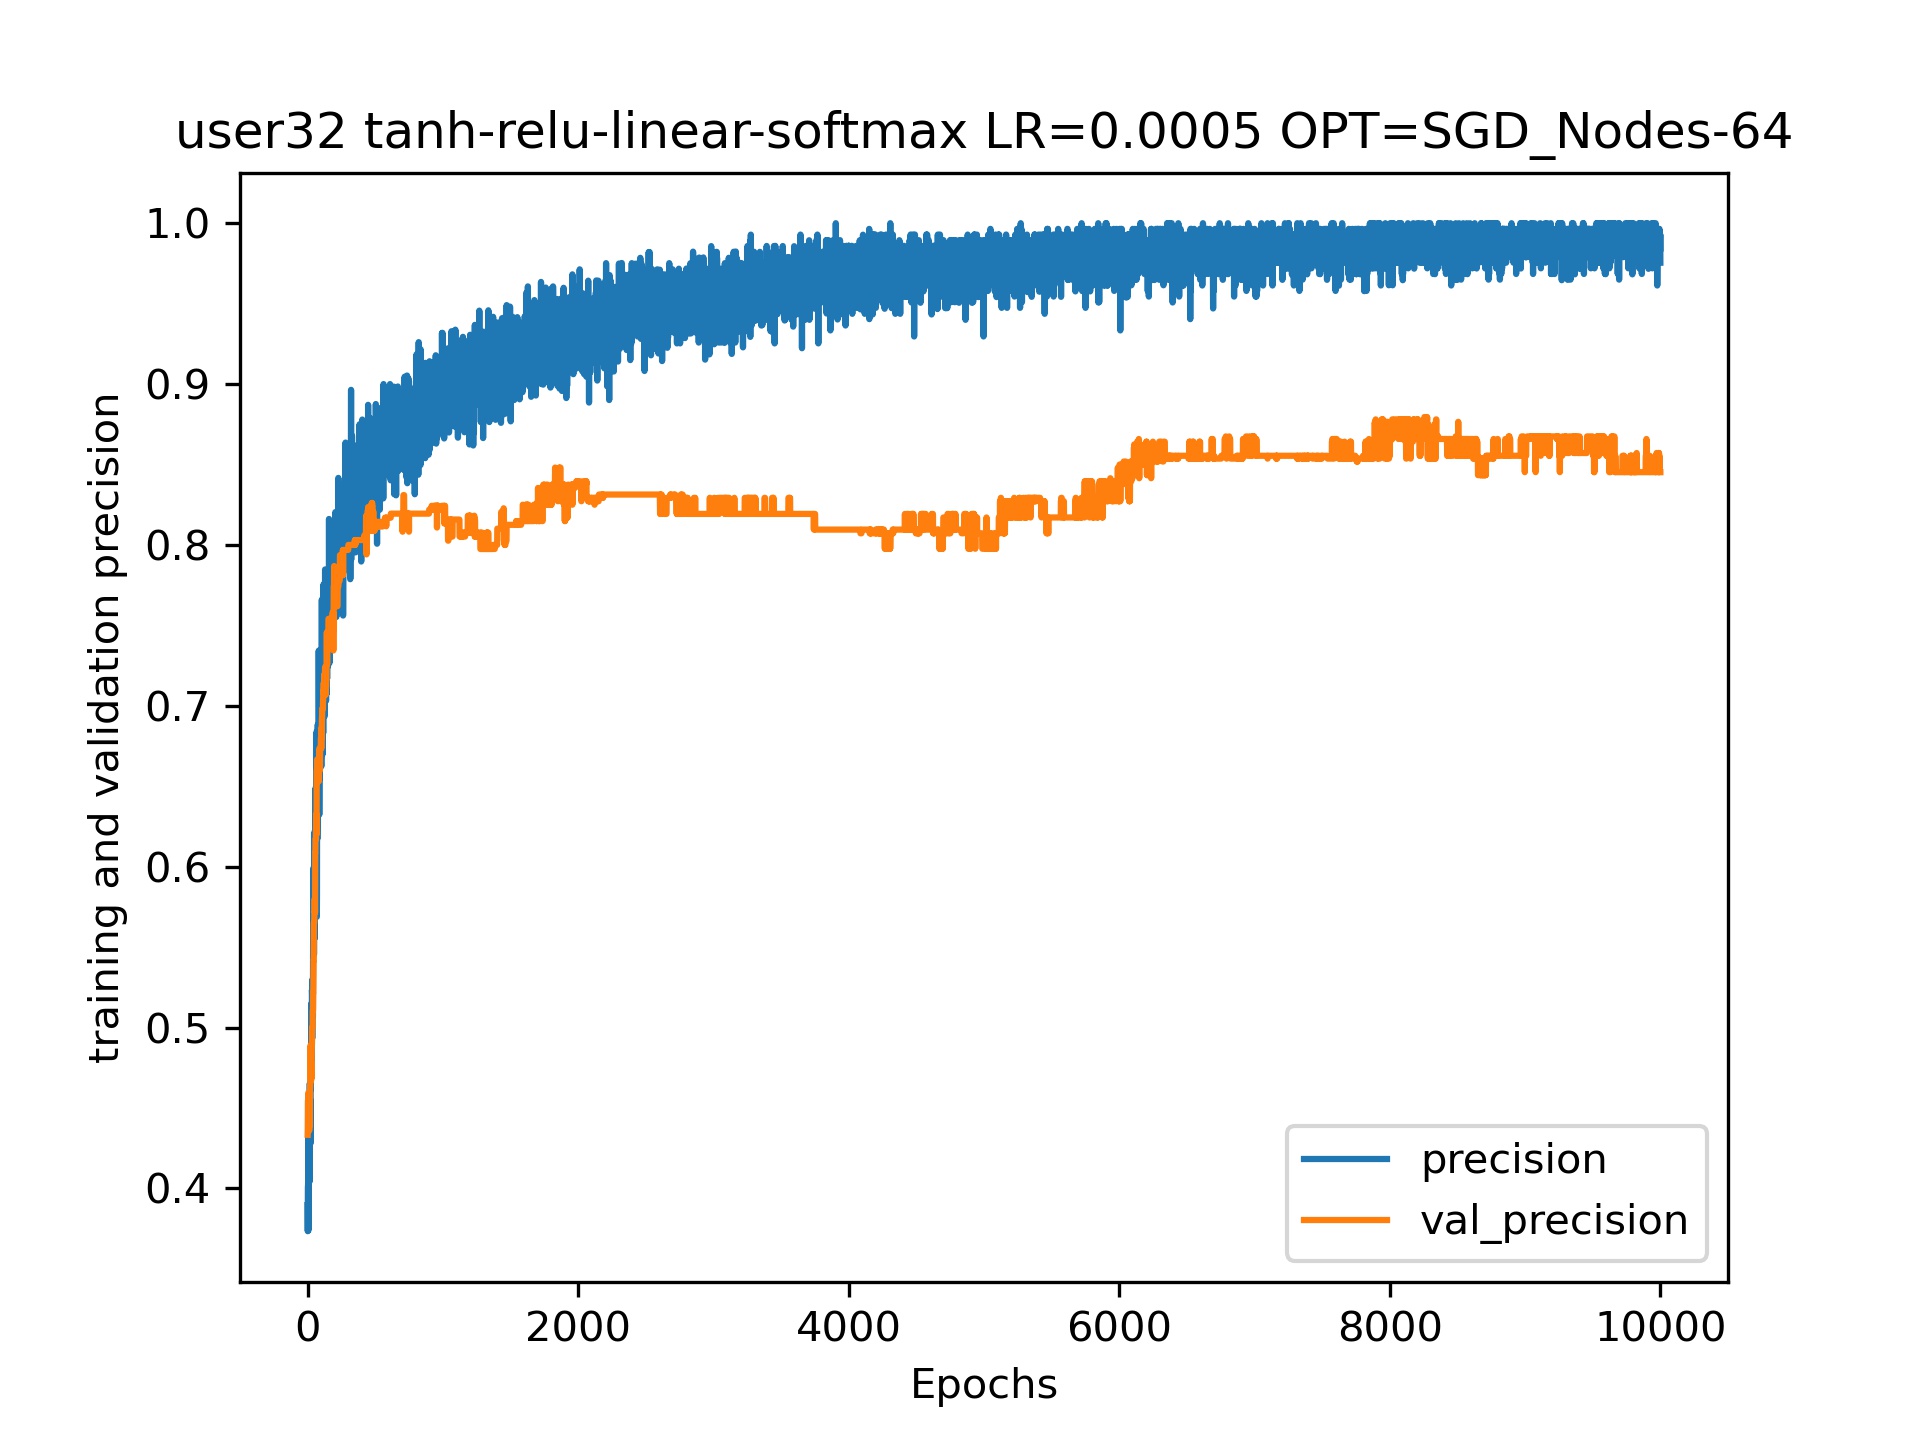 user32 tanh-relu-linear-softmax LR=0.0005 OPT=SGD_Nodes-64
training and validation precision
1.0
0.9
0.8
0.7
0.6
0.5
0.4
precision
val_precision
0 2000 4000 6000 8000 10000
Epochs